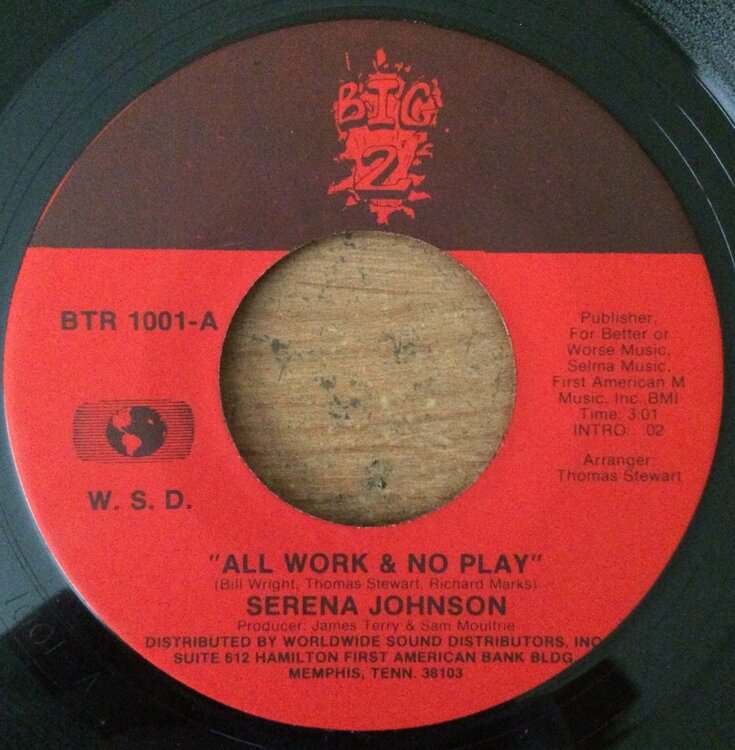 BIG
2
BTR 1001-A
Publisher,
For Better or
Worse Music,
Selma Music,
First American M
Music, Inc. BMI
Time: 3:01
INTRO: 02
Arranger:
Thomas Stewart
W. S. D.
"ALL WORK & NO PLAY"
(Bill Wright, Thomas Stewart, Richard Marks)
SERENA JOHNSON
Producer: James Terry & Sam Moultrie
DISTRIBUTED BY WORLDWIDE SOUND DISTRIBUTORS, INC.
SUITE 612 HAMILTON FIRST AMERICAN BANK BLDG.
MEMPHIS, TENN. 38103